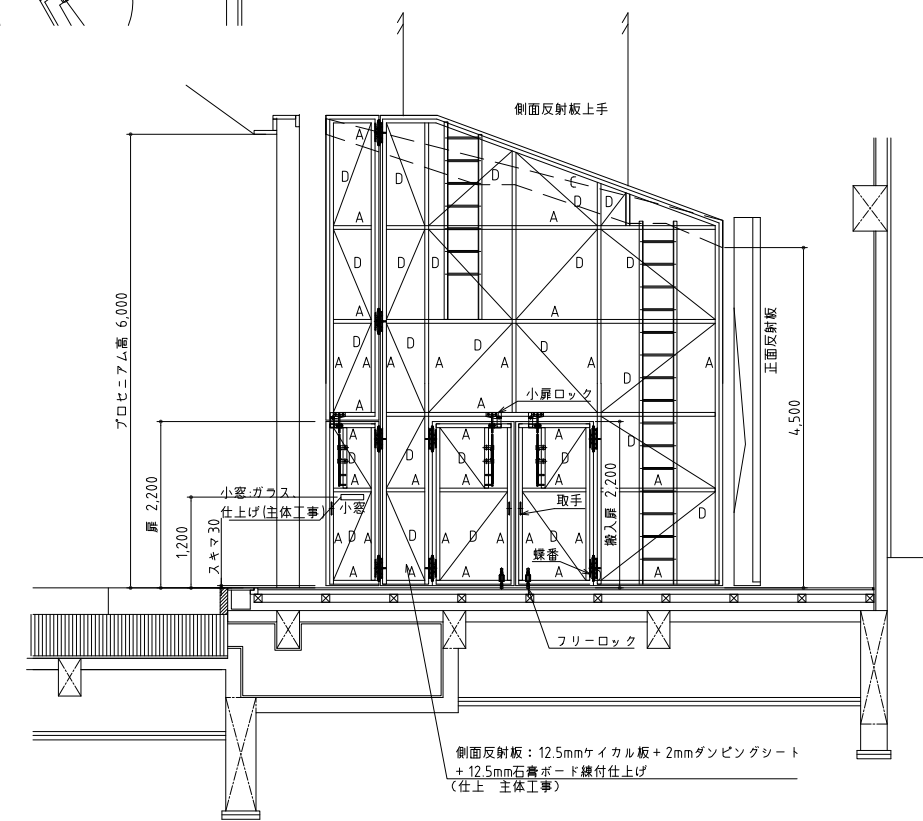 側面反射板上手
A
D
D
D
C
D
D
A
A
A
D
D
D
D
D
A
A
D
D
D
D
A
A
A
A
A
A
D
A
小扉ロック
A
A
A
A
D
D
D
D
D
A
A
A
A
A
小窓:ガラス、
仕上げ(主体工事)
小窓
取手
D
A
D
A
D
A
D
A
A
D
A
蝶番
A
A
A
A
A
プロセニアム高 6,000
扉 2,200
1,200
スキマ30
搬入扉 2,200
4,500
正面反射板
フリーロック
側面反射板：12.5mmケイカル板+2mmダンピングシート
+12.5mm石膏ボード練付仕上げ
(仕上　主体工事)